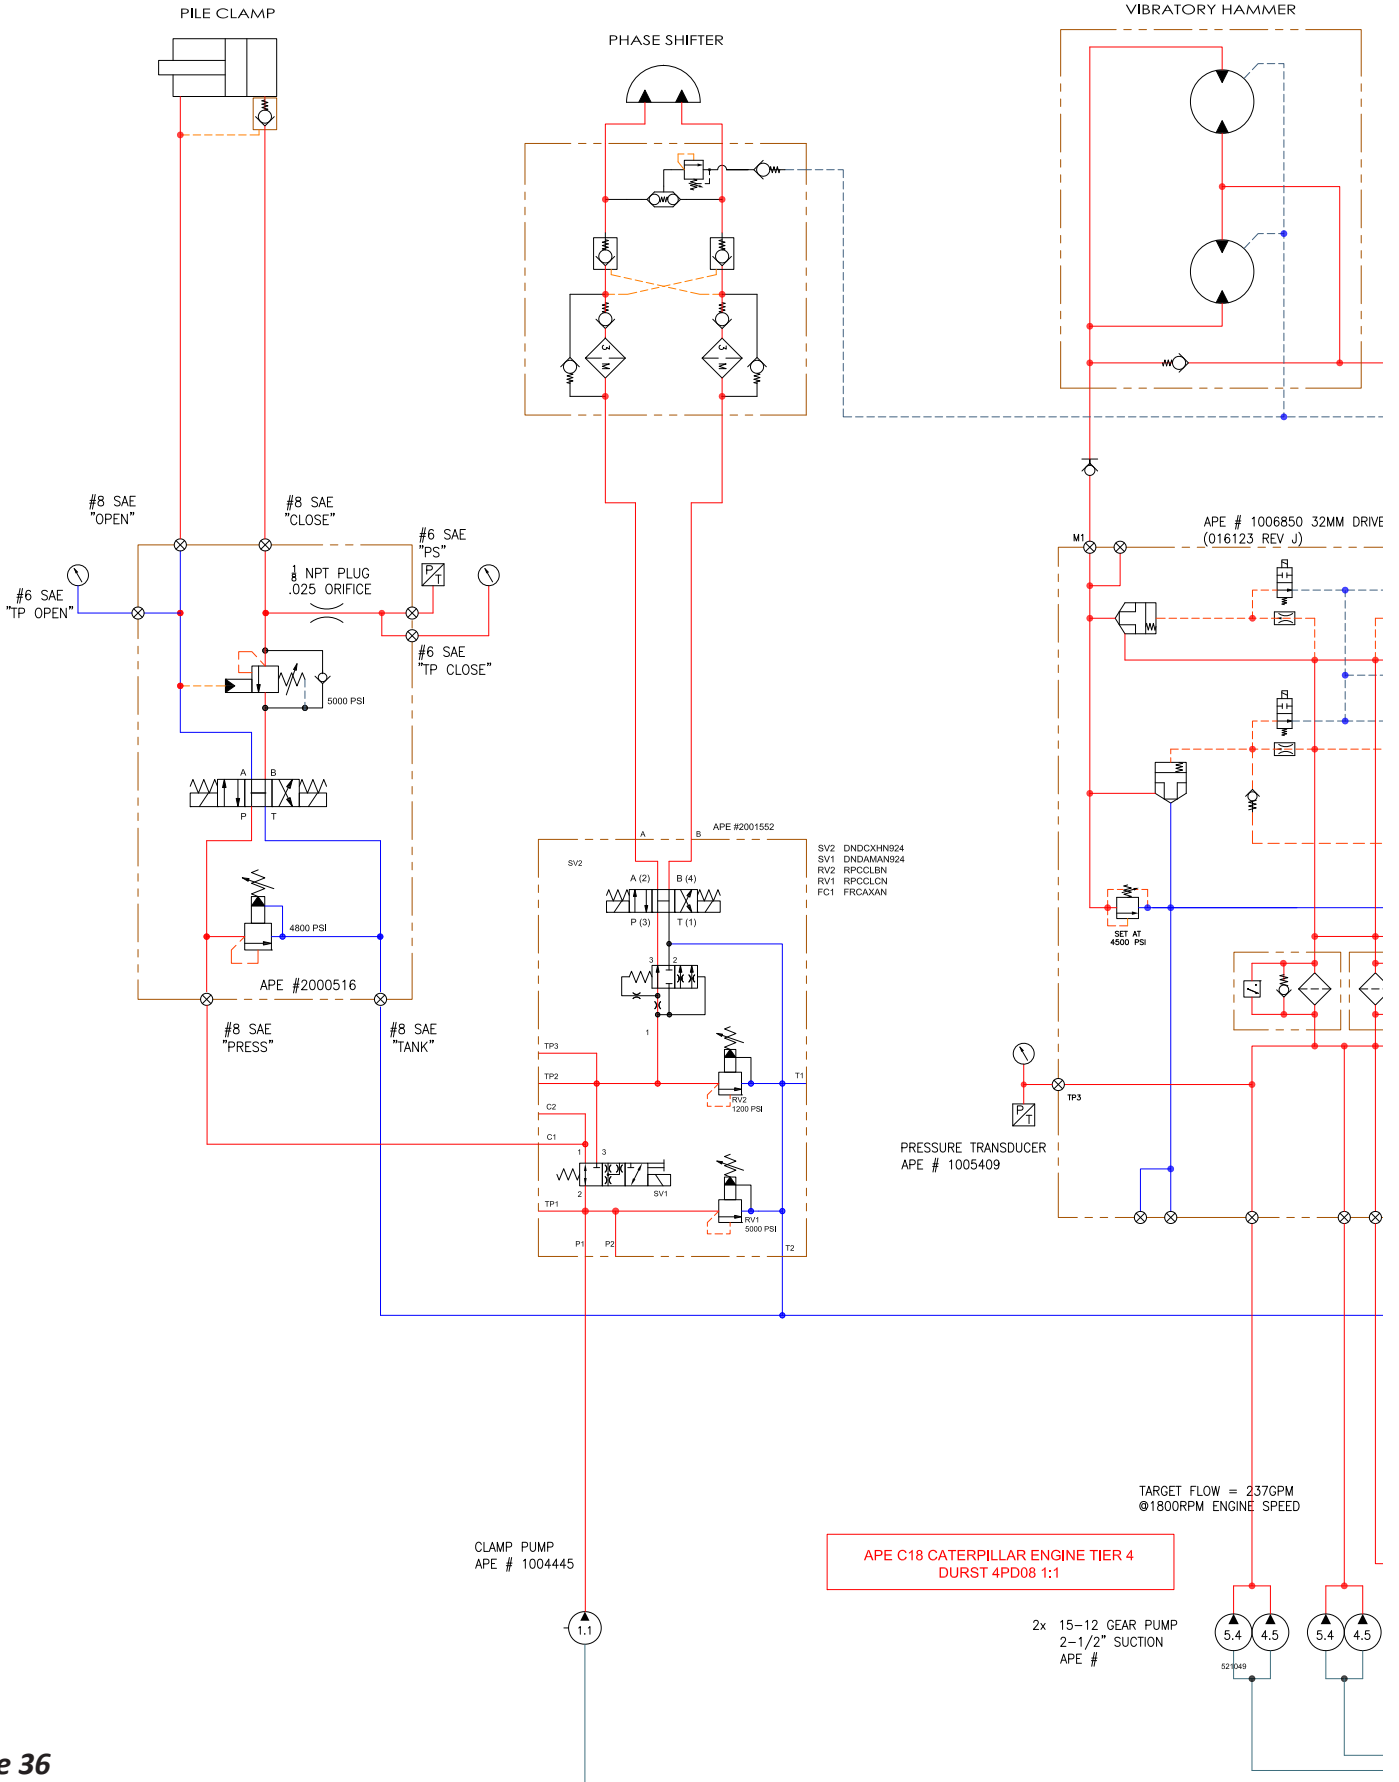 PILE CLAMP
PHASE SHIFTER
VIBRATORY HAMMER
#8 SAE
"OPEN"
#8 SAE
"CLOSE"
#6 SAE
"PS"
P/T
1/8 NPT PLUG
.025 ORIFICE
#6 SAE
"TP OPEN"
#6 SAE
"TP CLOSE"
5000 PSI
A B
P T
4800 PSI
APE #2000516
#8 SAE
"PRESS"
#8 SAE
"TANK"
3
M
3
M
APE # 1006850 32MM DRIVE
(016123 REV J)
M1
SET AT
4500 PSI
A
B
APE #2001552
SV2
SV2 DNDCXHN924
SV1 DNDAMAN924
RV2 RPCCLBN
RV1 RPCCLCN
FC1 FRCAXAN
A (2) B (4)
P (3) T (1)
3 2
1
TP3
TP2
T1
RV2
1200 PSI
C2
C1
1 3
2
SV1
TP1
RV1
5000 PSI
P1
P2
T2
TP3
P/T
PRESSURE TRANSDUCER
APE # 1005409
TARGET FLOW = 237GPM
@1800RPM ENGINE SPEED
CLAMP PUMP
APE # 1004445
APE C18 CATERPILLAR ENGINE TIER 4
DURST 4PD08 1:1
1.1
2x 15-12 GEAR PUMP
2-1/2" SUCTION
APE #
5.4 4.5 5.4 4.5
521049
e 36